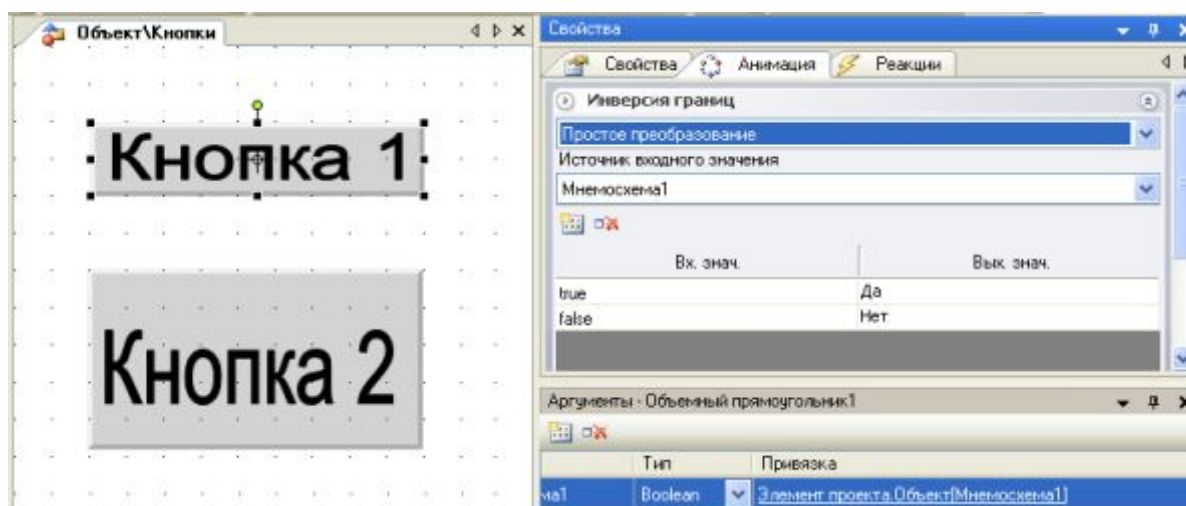 Объект\Кнопки
Кнопка 1
Кнопка 2
Свойства
Свойства Анимация Реакции
Инверсия границ
Простое преобразование
Источник входного значения
Мнемосхема1
Вх. знач. Вых. знач.
true Да
false Нет
Аргументы - Объемный прямоугольник1
Тип Привязка
ма1 Boolean Элемент проекта.Объект[Мнемосхема1]